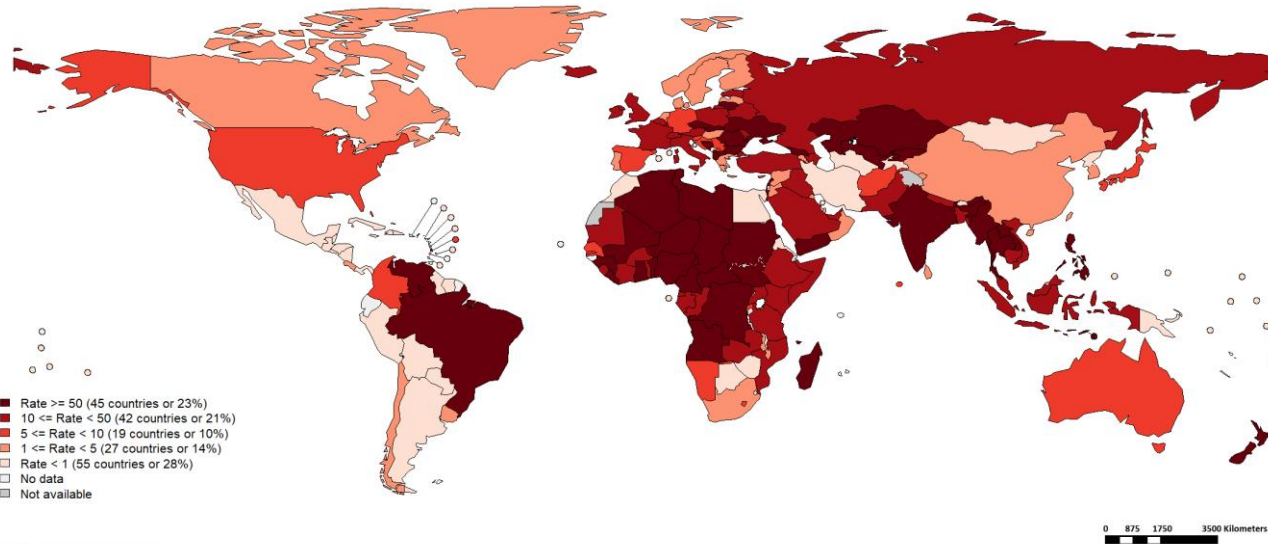 Rate >= 50 (45 countries or 23%)
10 <= Rate < 50 (42 countries or 21%)
5 <= Rate < 10 (19 countries or 10%)
1 <= Rate < 5 (27 countries or 14%)
Rate < 1 (55 countries or 28%)
No data
Not available
0 875 1750 3500 Kilometers